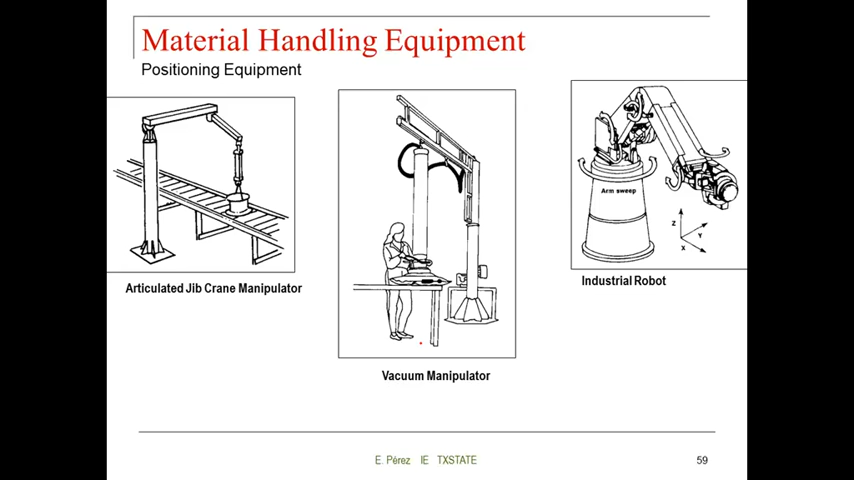 Material Handling Equipment
Positioning Equipment
Arm sweep
Z
Y
X
Articulated Jib Crane Manipulator
Industrial Robot
Vacuum Manipulator
E. Pérez IE TXSTATE
59